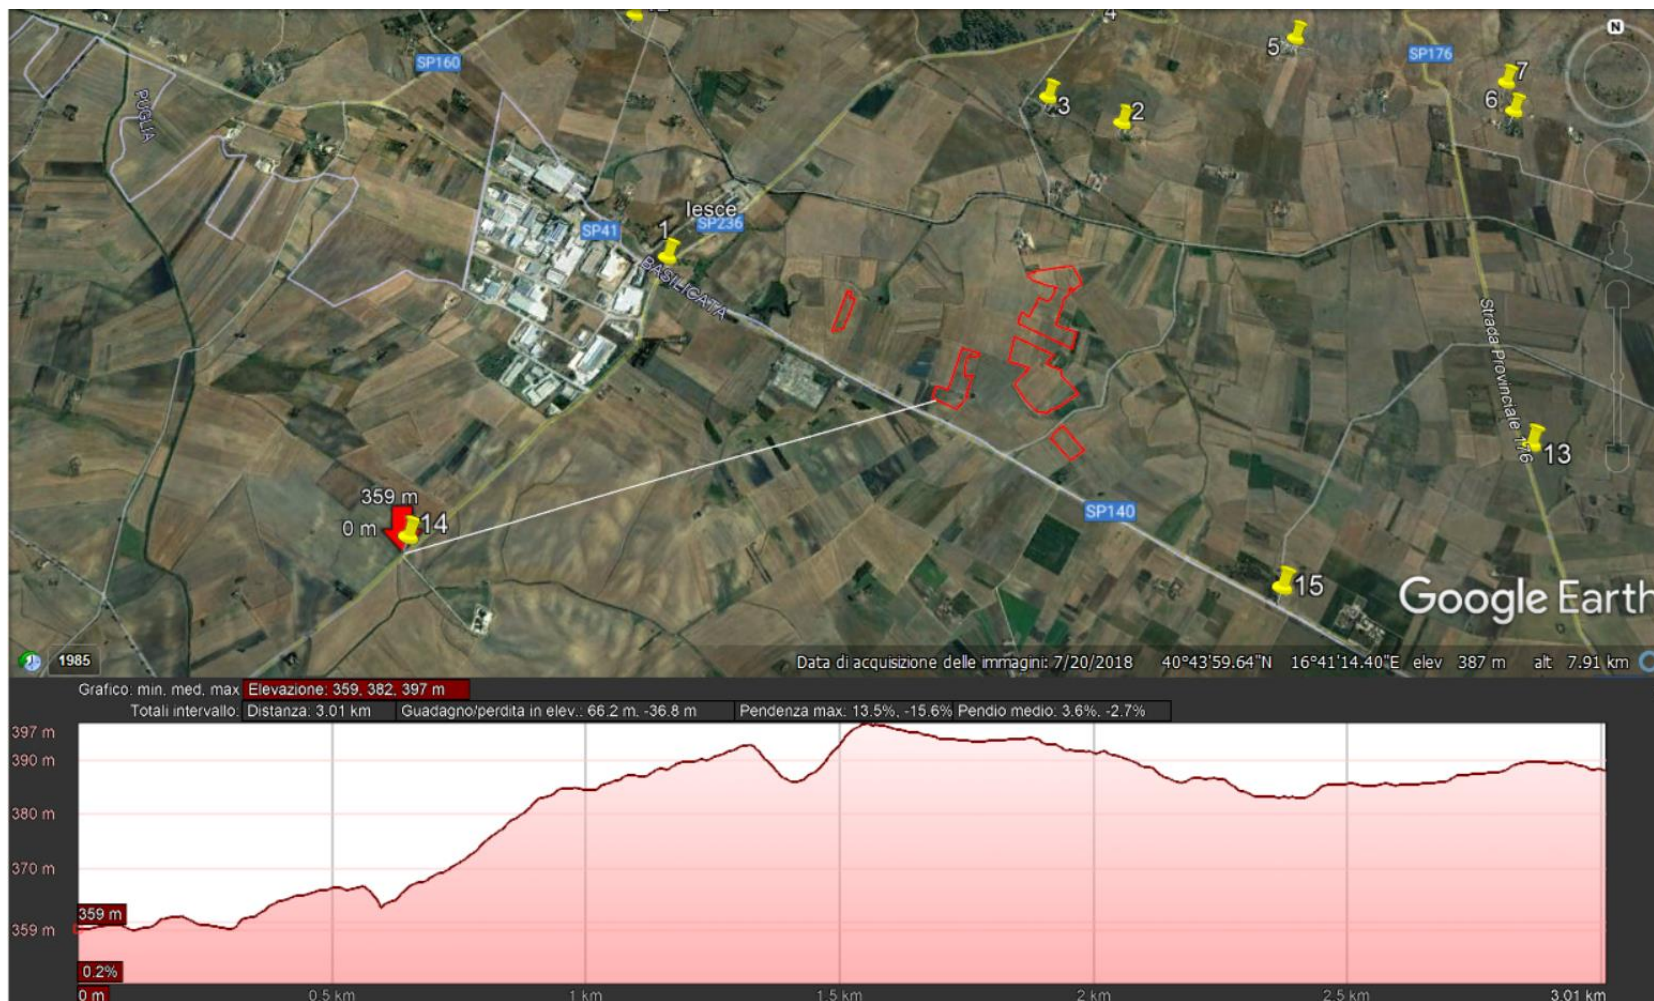 12
4
N
5
SP176
SP160
7
3
2
6
PUGLIA
Iesce
SP236
SP41
1
BASILICATA
Strada Provinciale 176
13
359 m
0 m
14
SP140
15
Google Earth
1985
Data di acquisizione delle immagini: 7/20/2018 40°43'59.64"N 16°41'14.40"E elev 387 m alt 7.91 km
Grafico: min, med, max Elevazione: 359, 382, 397 m
Totali intervallo: Distanza: 3.01 km Guadagno/perdita in elev.: 66.2 m, -36.8 m Pendenza max: 13.5%, -15.6% Pendio medio: 3.6%, -2.7%
397 m
390 m
380 m
370 m
359 m
359 m
0.2%
0 m 0.5 km 1 km 1.5 km 2 km 2.5 km 3.01 km